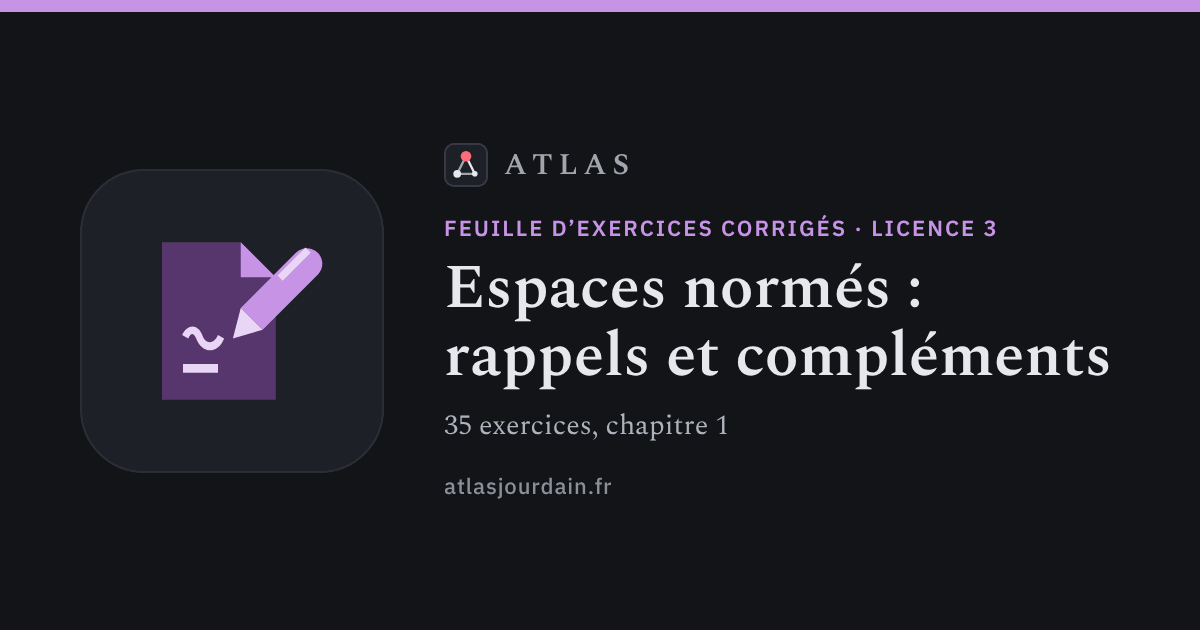 ATLAS
FEUILLE D’EXERCICES CORRIGÉS · LICENCE 3
Espaces normés :
rappels et compléments
35 exercices, chapitre 1
atlasjourdain.fr